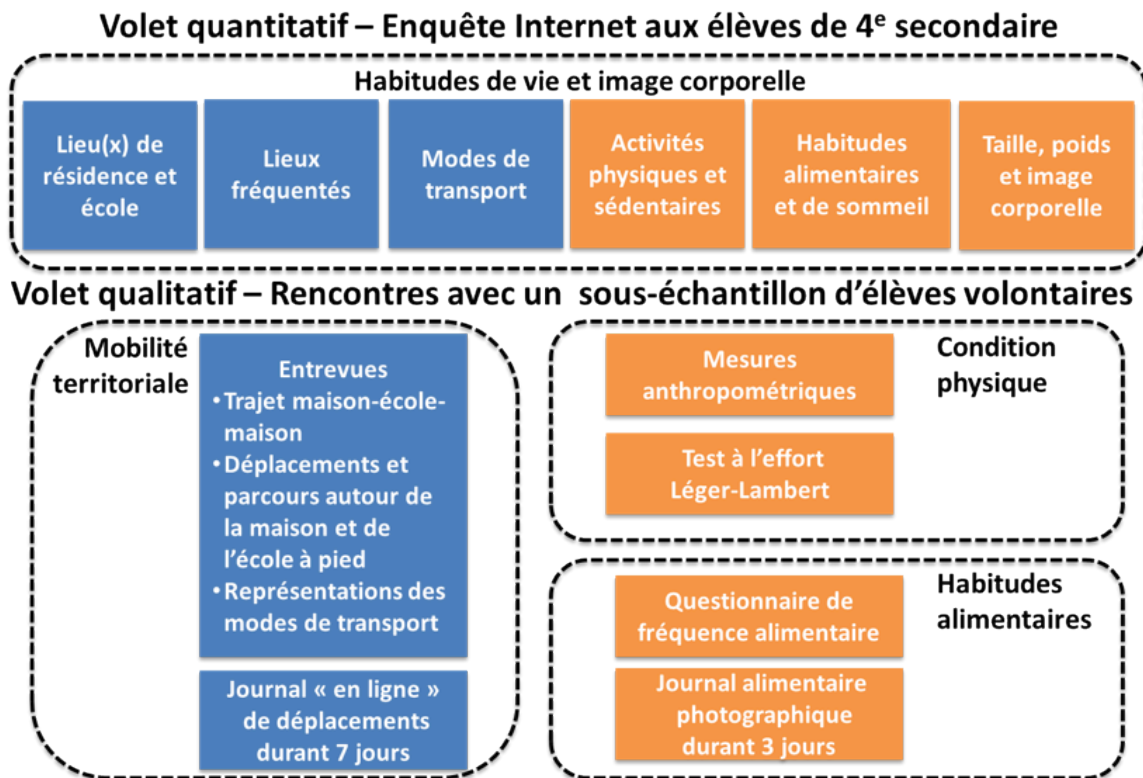 Volet quantitatif – Enquête Internet aux élèves de 4e secondaire
Habitudes de vie et image corporelle
Lieu(x) de
résidence et
école
Lieux
fréquentés
Modes de
transport
Activités
physiques et
sédentaires
Habitudes
alimentaires
et de sommeil
Taille, poids
et image
corporelle
Volet qualitatif – Rencontres avec un sous-échantillon d’élèves volontaires
Mobilité
territoriale
Entrevues
• Trajet maison-école-
maison
• Déplacements et
parcours autour de
la maison et de
l’école à pied
• Représentations des
modes de transport
Journal « en ligne »
de déplacements
durant 7 jours
Mesures
anthropométriques
Condition
physique
Test à l’effort
Léger-Lambert
Questionnaire de
fréquence alimentaire
Habitudes
alimentaires
Journal alimentaire
photographique
durant 3 jours